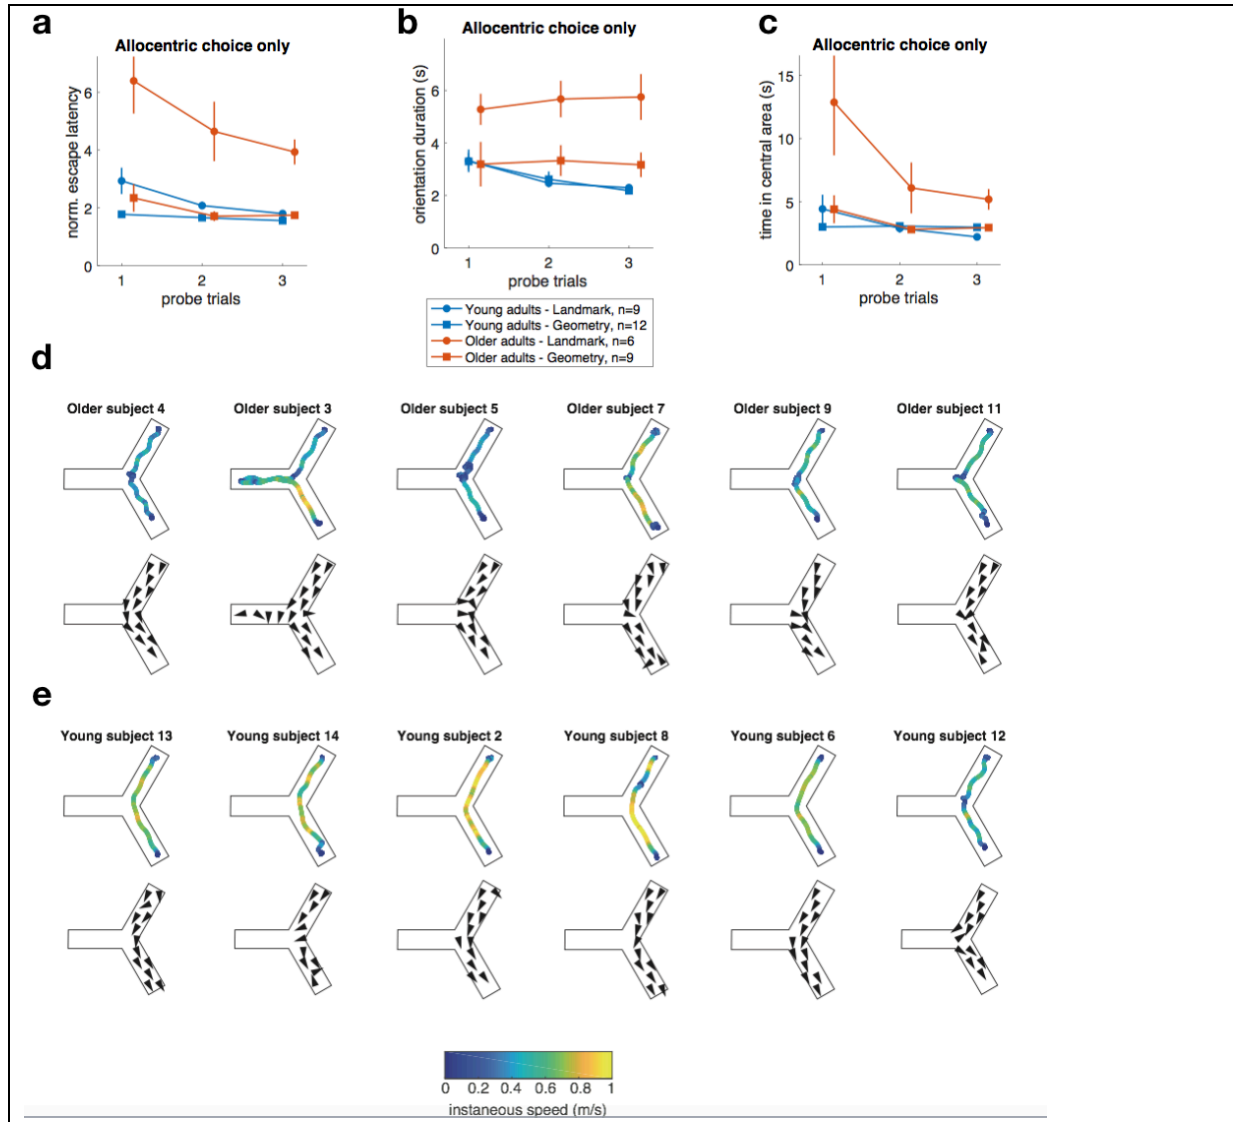 a
Allocentric choice only
norm. escape latency
6
4
2
0
1 2 3
probe trials
b
Allocentric choice only
orientation duration (s)
6
4
2
0
1 2 3
probe trials
c
Allocentric choice only
time in central area (s)
15
10
5
0
1 2 3
probe trials
Young adults - Landmark, n=9
Young adults - Geometry, n=12
Older adults - Landmark, n=6
Older adults - Geometry, n=9
d
Older subject 4 Older subject 3 Older subject 5 Older subject 7 Older subject 9 Older subject 11
e
Young subject 13 Young subject 14 Young subject 2 Young subject 8 Young subject 6 Young subject 12
0 0.2 0.4 0.6 0.8 1
instaneous speed (m/s)